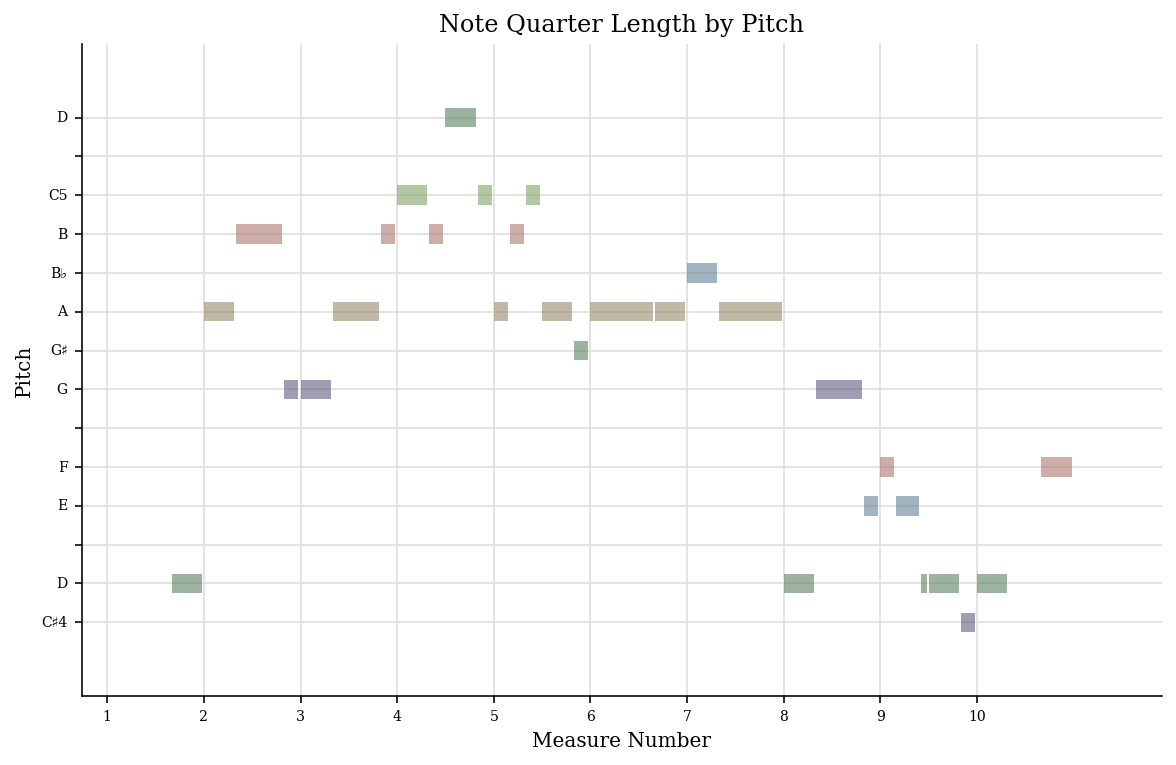 Note Quarter Length by Pitch
D
C5
B
B♭
A
G♯
G
F
E
D
C♯4
Pitch
1 2 3 4 5 6 7 8 9 10
Measure Number